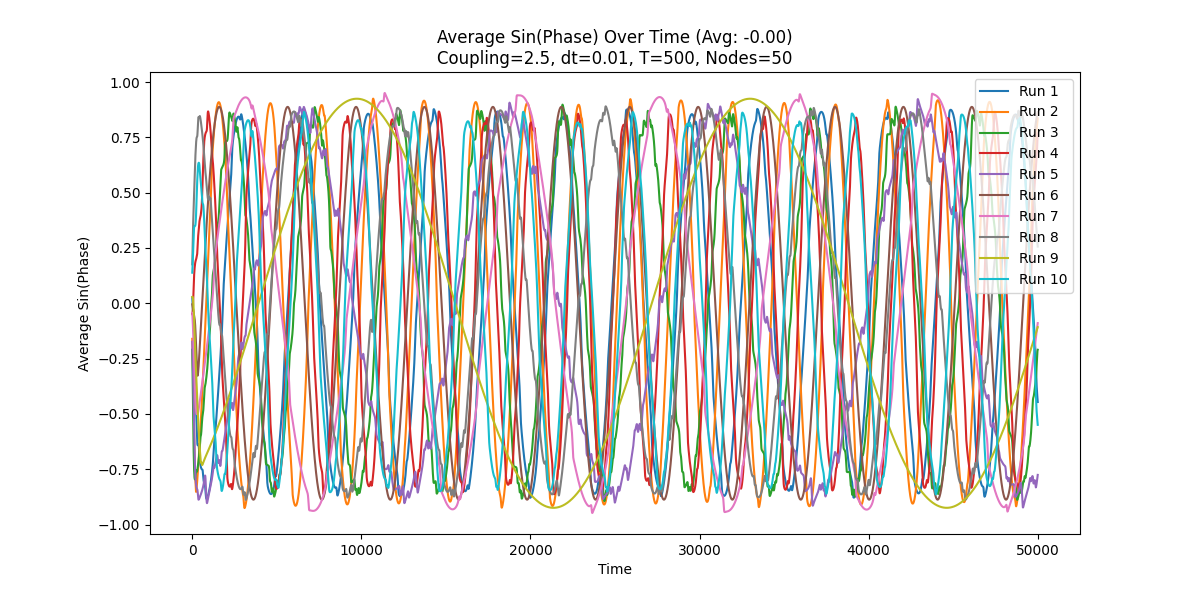 Average Sin(Phase) Over Time (Avg: -0.00)
Coupling=2.5, dt=0.01, T=500, Nodes=50
Average Sin(Phase)
1.00
0.75
0.50
0.25
0.00
−0.25
−0.50
−0.75
−1.00
0
10000
20000
30000
40000
50000
Time
Run 1
Run 2
Run 3
Run 4
Run 5
Run 6
Run 7
Run 8
Run 9
Run 10